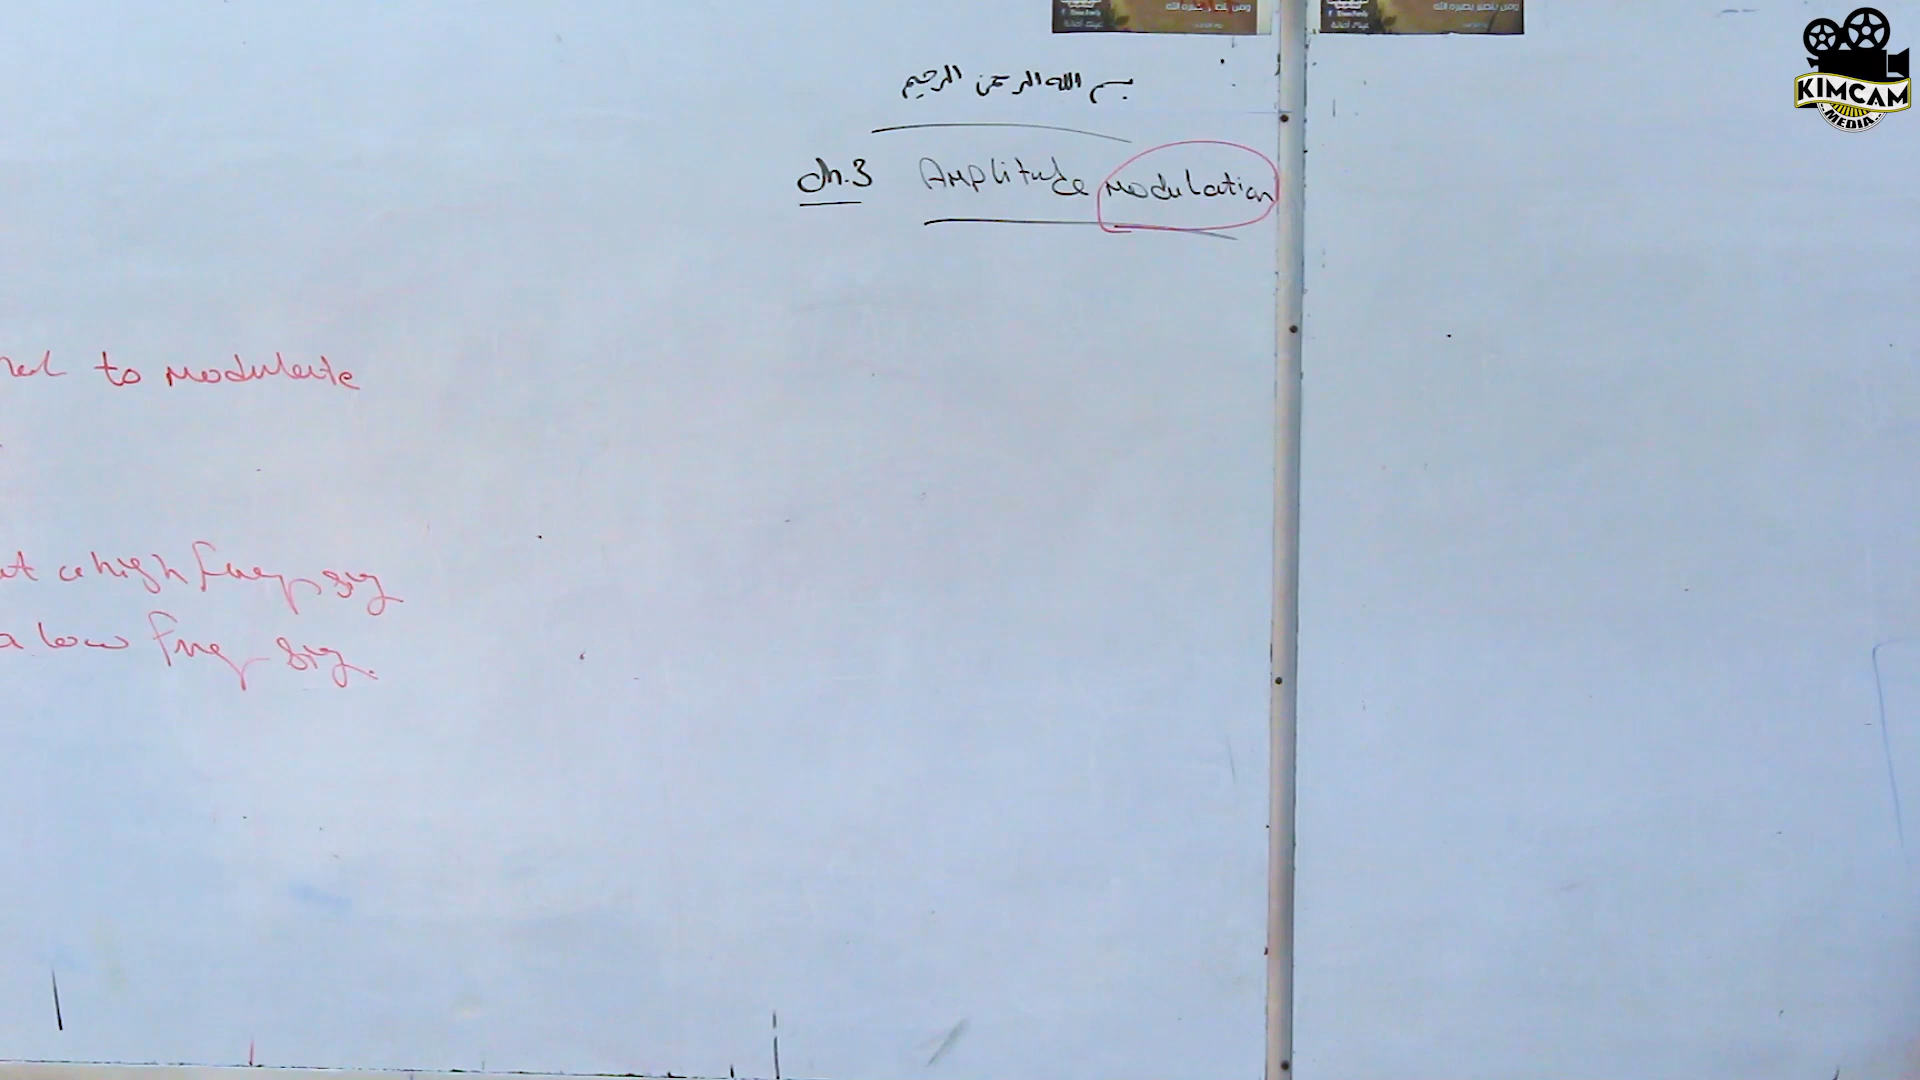 بسم الله الرحمن الرحيم
ch.3 Amplitude Modulation
to modulate
a high freq sig
a low freq sig.
KIMCAM
MEDIA